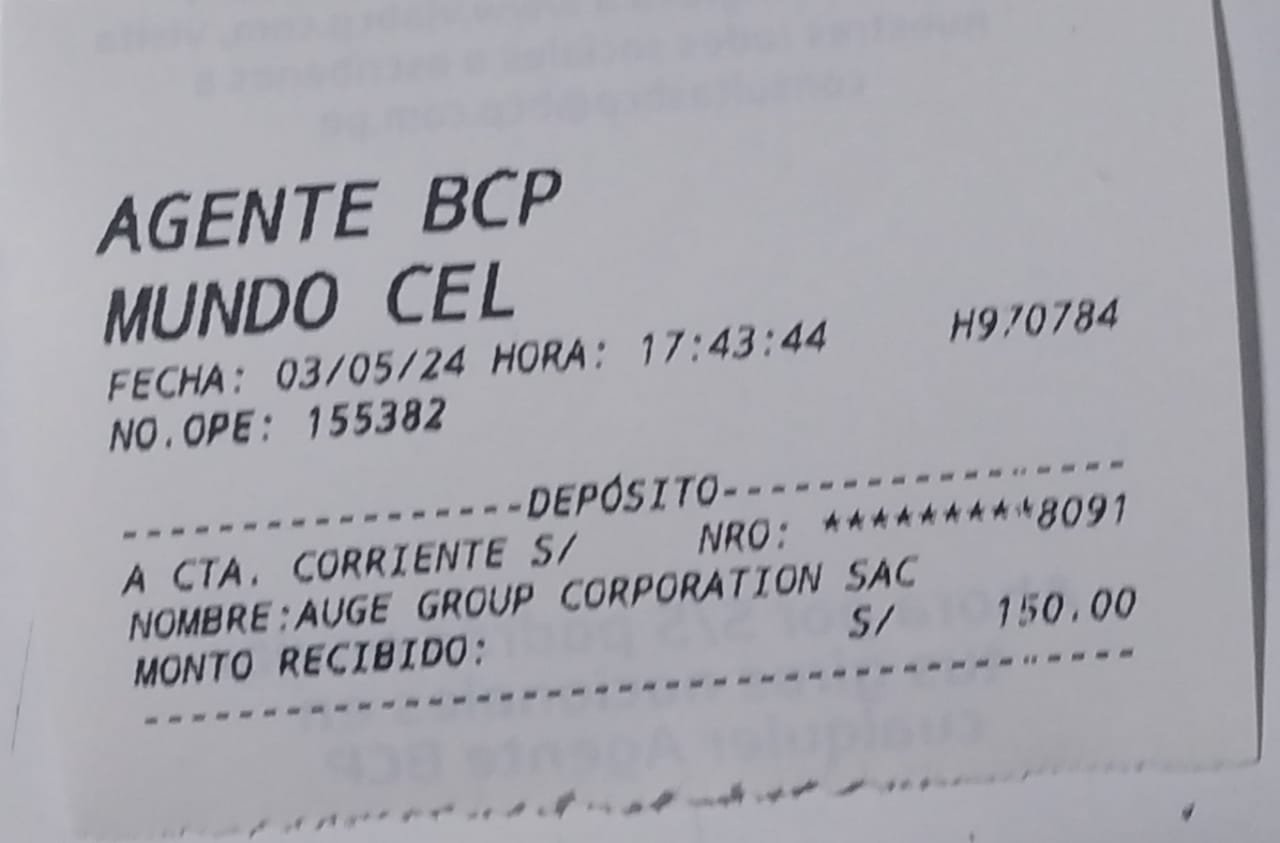 AGENTE BCP
MUNDO CEL
FECHA: 03/05/24 HORA: 17:43:44 H970784
NO.OPE: 155382
-----------------DEPÓSITO-----------------
A CTA. CORRIENTE S/ NRO: *********8091
NOMBRE:AUGE GROUP CORPORATION SAC
MONTO RECIBIDO: S/ 150.00
------------------------------------------